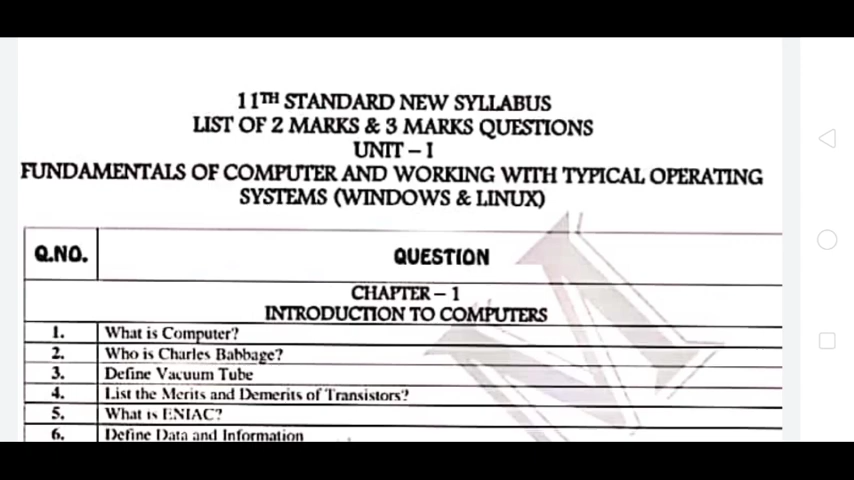 11TH STANDARD NEW SYLLABUS
LIST OF 2 MARKS & 3 MARKS QUESTIONS
UNIT – I
FUNDAMENTALS OF COMPUTER AND WORKING WITH TYPICAL OPERATING
SYSTEMS (WINDOWS & LINUX)
Q.NO. QUESTION
CHAPTER – 1
INTRODUCTION TO COMPUTERS
1. What is Computer?
2. Who is Charles Babbage?
3. Define Vacuum Tube
4. List the Merits and Demerits of Transistors?
5. What is ENIAC?
6. Define Data and Information